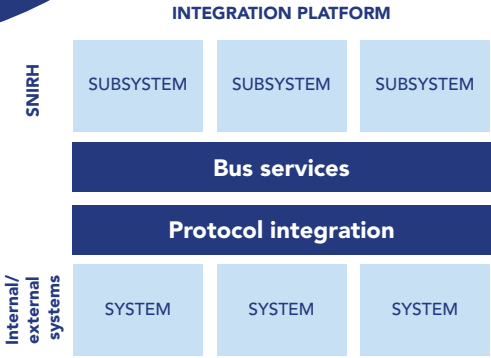 INTEGRATION PLATFORM
SNIRH
SUBSYSTEM SUBSYSTEM SUBSYSTEM
Bus services
Protocol integration
Internal/
external
systems
SYSTEM SYSTEM SYSTEM